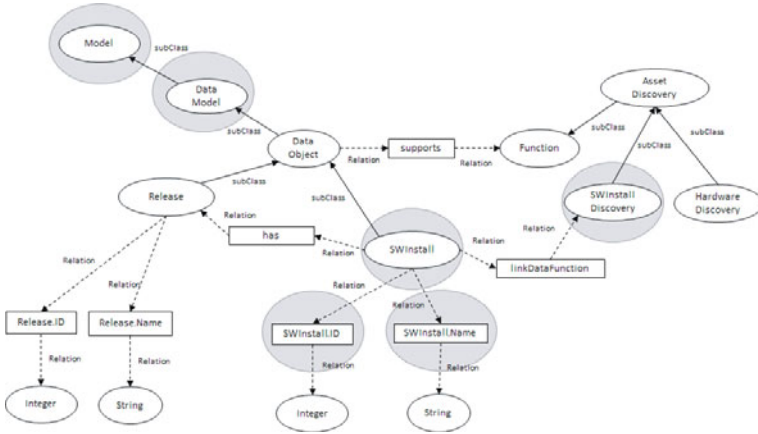 Model
subClass
Data
Model
subClass
Asset
Discovery
Data
Object
Relation
supports
Relation
Function
subClass
subClass
subClass
subClass
Release
SWInstall
Discovery
Hardware
Discovery
Relation
has
Relation
SWInstall
Relation
Relation
linkDataFunction
Relation
Relation
Relation
Relation
Release.ID
Release.Name
SWInstall.ID
SWInstall.Name
Relation
Relation
Relation
Relation
Integer
String
Integer
String